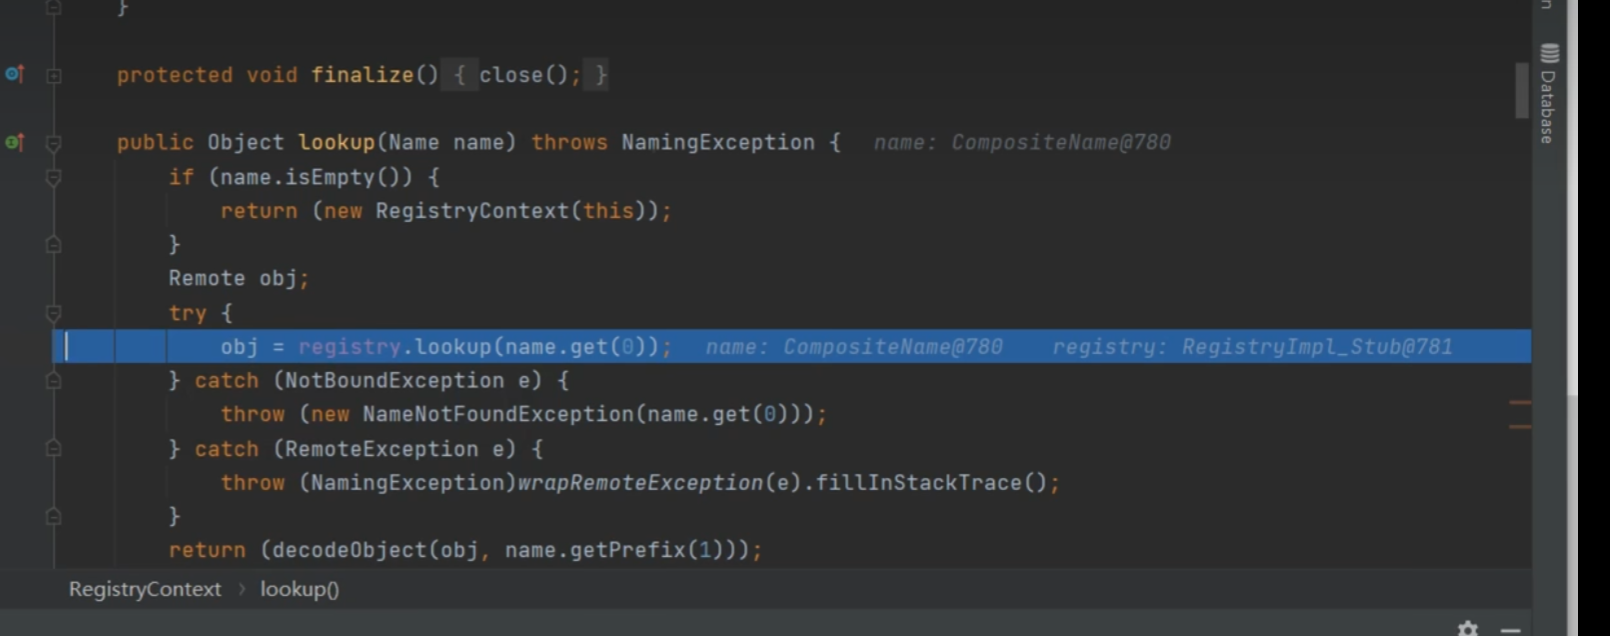 }
protected void finalize() { close(); }
public Object lookup(Name name) throws NamingException {   name: CompositeName@780
if (name.isEmpty()) {
return (new RegistryContext(this));
}
Remote obj;
try {
obj = registry.lookup(name.get(0));   name: CompositeName@780    registry: RegistryImpl_Stub@781
} catch (NotBoundException e) {
throw (new NameNotFoundException(name.get(0)));
} catch (RemoteException e) {
throw (NamingException)wrapRemoteException(e).fillInStackTrace();
}
return (decodeObject(obj, name.getPrefix(1)));
RegistryContext › lookup()
Database